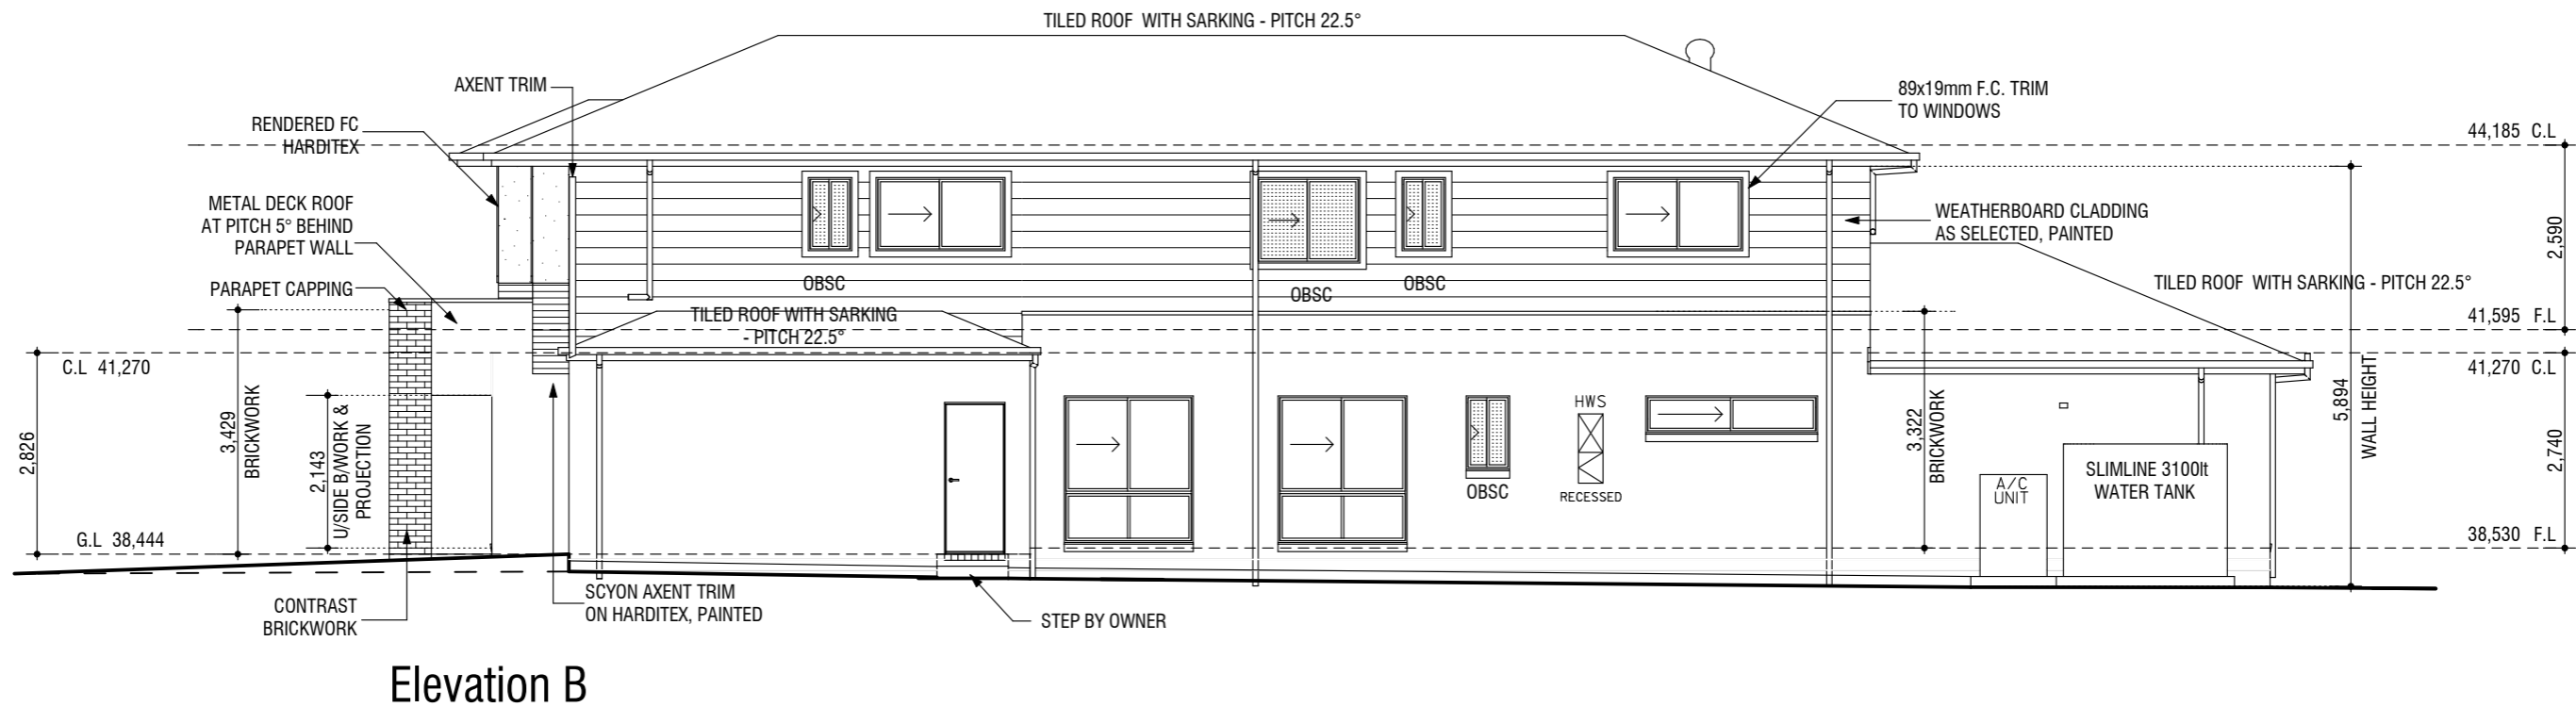 TILED ROOF WITH SARKING - PITCH 22.5°
AXENT TRIM
89x19mm F.C. TRIM
TO WINDOWS
RENDERED FC
HARDITEX
44,185 C.L
METAL DECK ROOF
AT PITCH 5° BEHIND
PARAPET WALL
WEATHERBOARD CLADDING
AS SELECTED, PAINTED
2,590
PARAPET CAPPING
OBSC
OBSC
OBSC
TILED ROOF WITH SARKING - PITCH 22.5°
TILED ROOF WITH SARKING
- PITCH 22.5°
41,595 F.L
C.L 41,270
41,270 C.L
2,826
3,429
BRICKWORK
2,143
U/SIDE B/WORK &
PROJECTION
HWS
RECESSED
OBSC
3,322
BRICKWORK
A/C
UNIT
SLIMLINE 3100lt
WATER TANK
5,894
WALL HEIGHT
2,740
G.L 38,444
38,530 F.L
CONTRAST
BRICKWORK
SCYON AXENT TRIM
ON HARDITEX, PAINTED
STEP BY OWNER
Elevation B